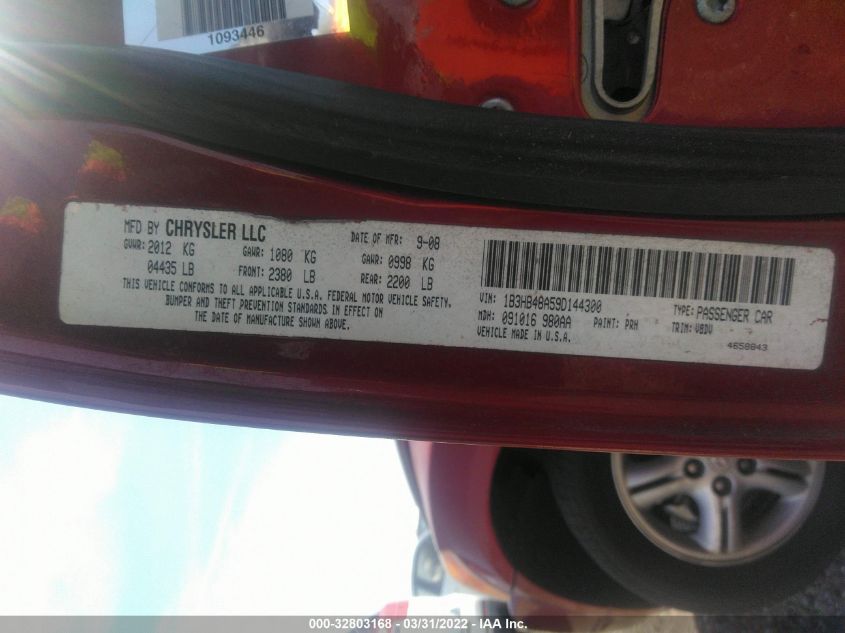 1093446
MFD BY CHRYSLER LLC DATE OF MFR: 9-08
GVWR: 2012 KG GAWR: 1080 KG GAWR: 0998 KG
04435 LB FRONT: 2380 LB REAR: 2200 LB
THIS VEHICLE CONFORMS TO ALL APPLICABLE U.S.A. FEDERAL MOTOR VEHICLE SAFETY,
BUMPER AND THEFT PREVENTION STANDARDS IN EFFECT ON
THE DATE OF MANUFACTURE SHOWN ABOVE.
VIN: 1B3HB48A59D144300 TYPE: PASSENGER CAR
MDH: 091016 980AA PAINT: PRH TRIM: V8DV
VEHICLE MADE IN U.S.A.
4658843
000-32803168 - 03/31/2022 - IAA Inc.